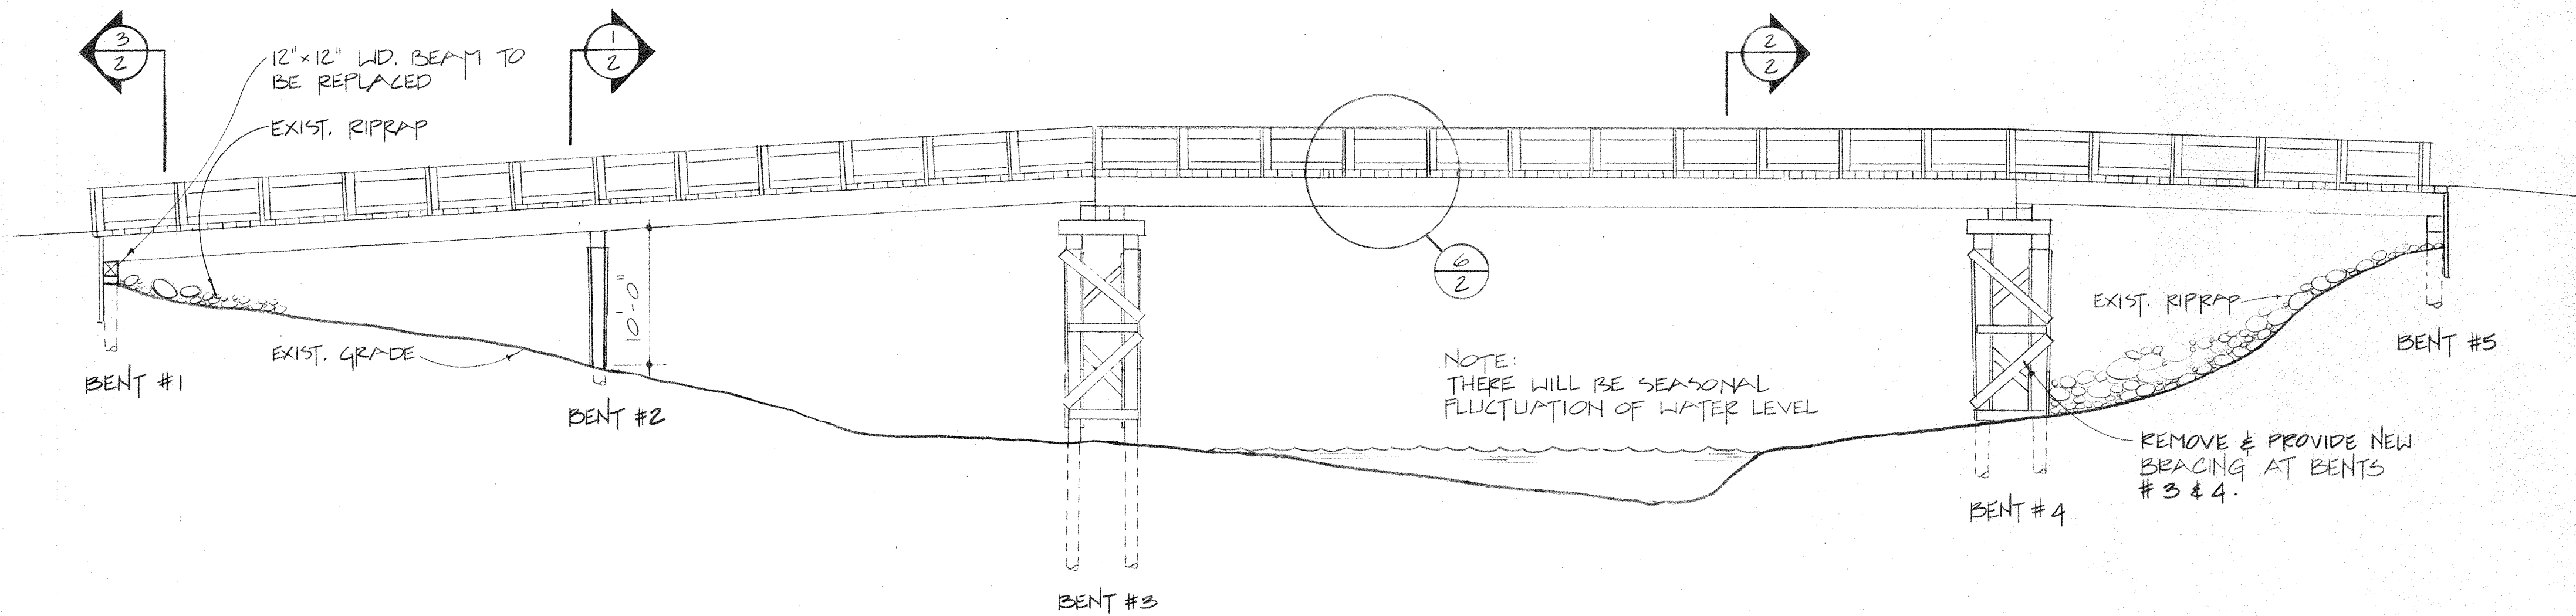 3
2
1
2
2
2
12"x12" WD. BEAM TO
BE REPLACED
EXIST. RIPRAP
6
2
10'-0"
EXIST. GRADE
NOTE:
THERE WILL BE SEASONAL
FLUCTUATION OF WATER LEVEL
EXIST. RIPRAP
REMOVE & PROVIDE NEW
BRACING AT BENTS
#3 & 4.
BENT #1
BENT #2
BENT #3
BENT #4
BENT #5